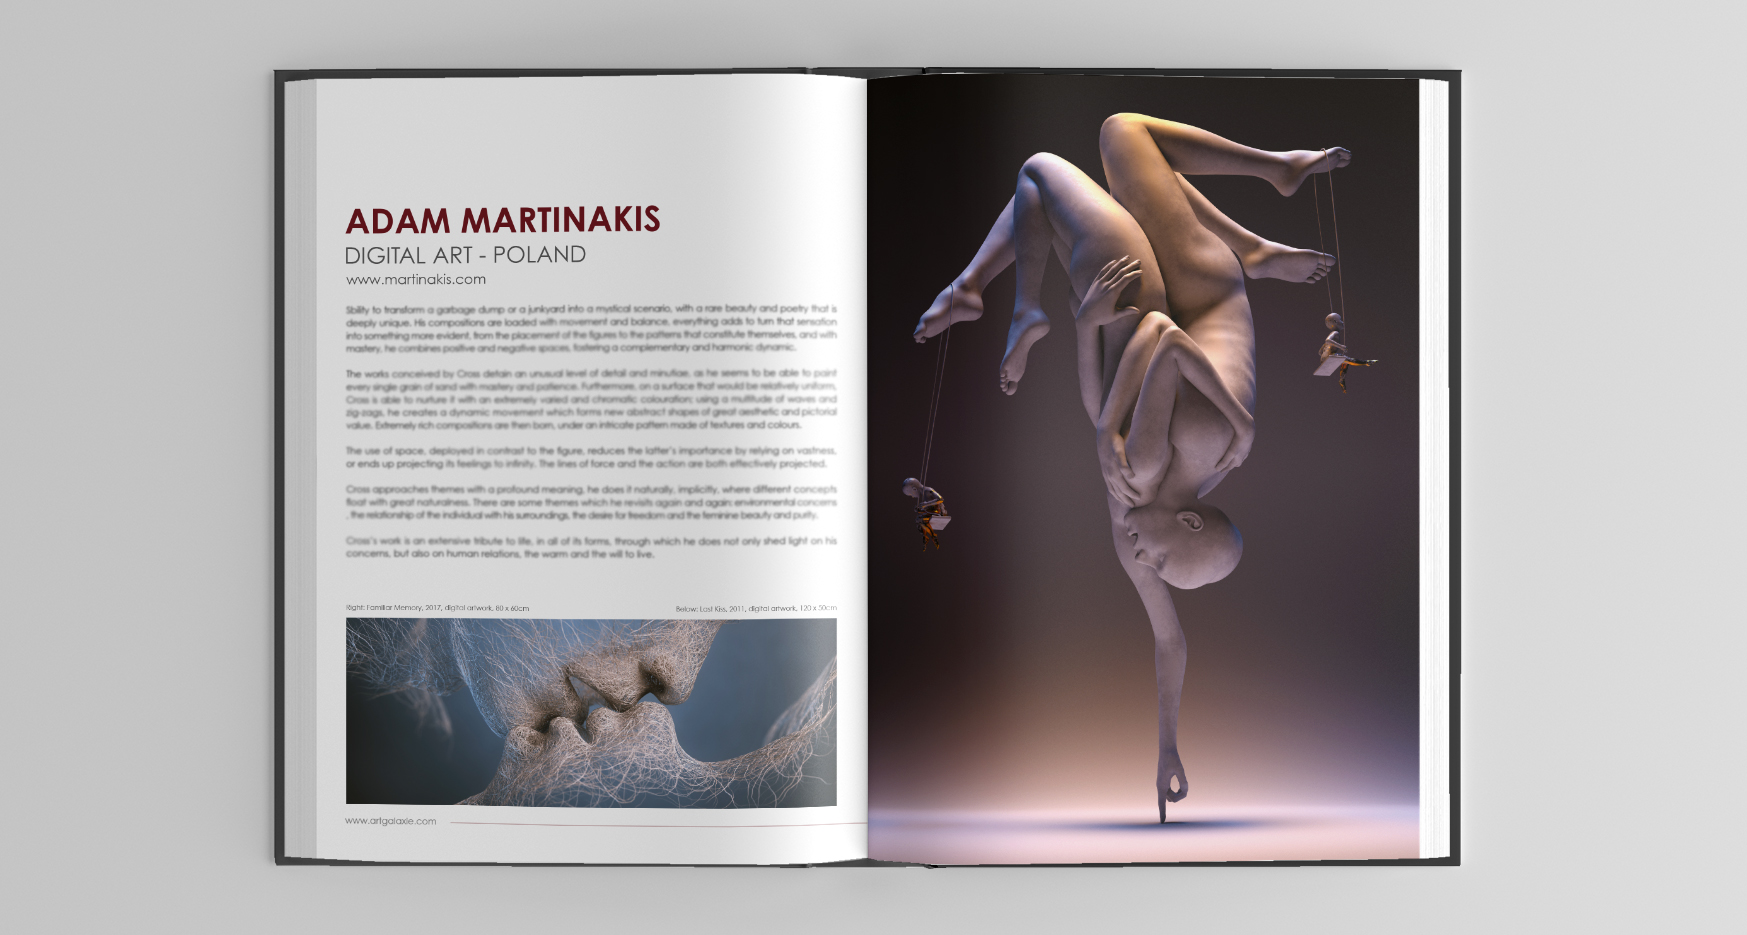 ADAM MARTINAKIS
DIGITAL ART - POLAND
www.martinakis.com
to transform a garbage dump or a junkyard into a mystical scenario, with a rare beauty and poetry that is
deeply unique. His compositions are loaded with movement and balance, everything adds to turn that sensation
into something more evident, from the placement of the figures to the patterns that constitute themselves, and with
mastery, he combines positive and negative spaces, fostering a complementary and harmonic dynamic.
The works conceived by Cross detain an unusual level of detail and minutiae, as he seems to be able to paint
every single grain of sand with mastery and patience. Furthermore, on a surface that would be relatively uniform,
Cross is able to nurture it with an extremely varied and chromatic colouration; using a multitude of waves and
zig-zags, he creates a dynamic movement which forms new abstract shapes of great aesthetic and pictorial
value. Extremely rich compositions are then born, under an intricate pattern made of textures and colours.
The use of space, deployed in contrast to the figure, reduces the latter's importance by relying on vastness,
or ends up projecting its feelings to infinity. The lines of force and the action are both effectively projected.
Cross approaches themes with a profound meaning, he does it naturally, implicitly, where different concepts
float with great naturalness. There are some themes which he revisits again and again: environmental concerns
, the relationship of the individual with his surroundings, the desire for freedom and the feminine beauty and purity.
Cross's work is an extensive tribute to life, in all of its forms, through which he does not only shed light on his
concerns, but also on human relations, the warm and the will to live.
Right: Familiar Memory, 2017, digital artwork, 80 x 60cm
Below: Last Kiss, 2011, digital artwork, 120 x 50cm
www.artgalaxie.com